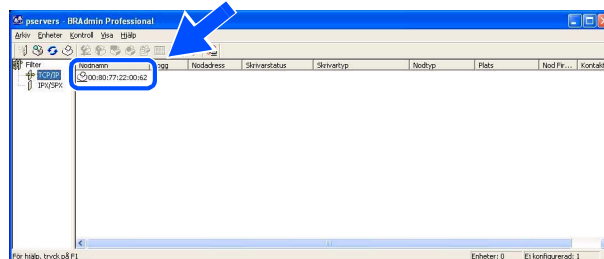 pservers - BRAdmin Professional
Arkiv Enheter Kontroll Visa Hjälp
Filter
TCP/IP
IPX/SPX
Nodnamn ogg Nodadress Skrivarstatus Skrivartyp Nodtyp Plats Nod Fir... Kontakt
00:80:77:22:00:62
För hjälp, tryck på F1
Enheter: 0 Ej konfigurerad: 1